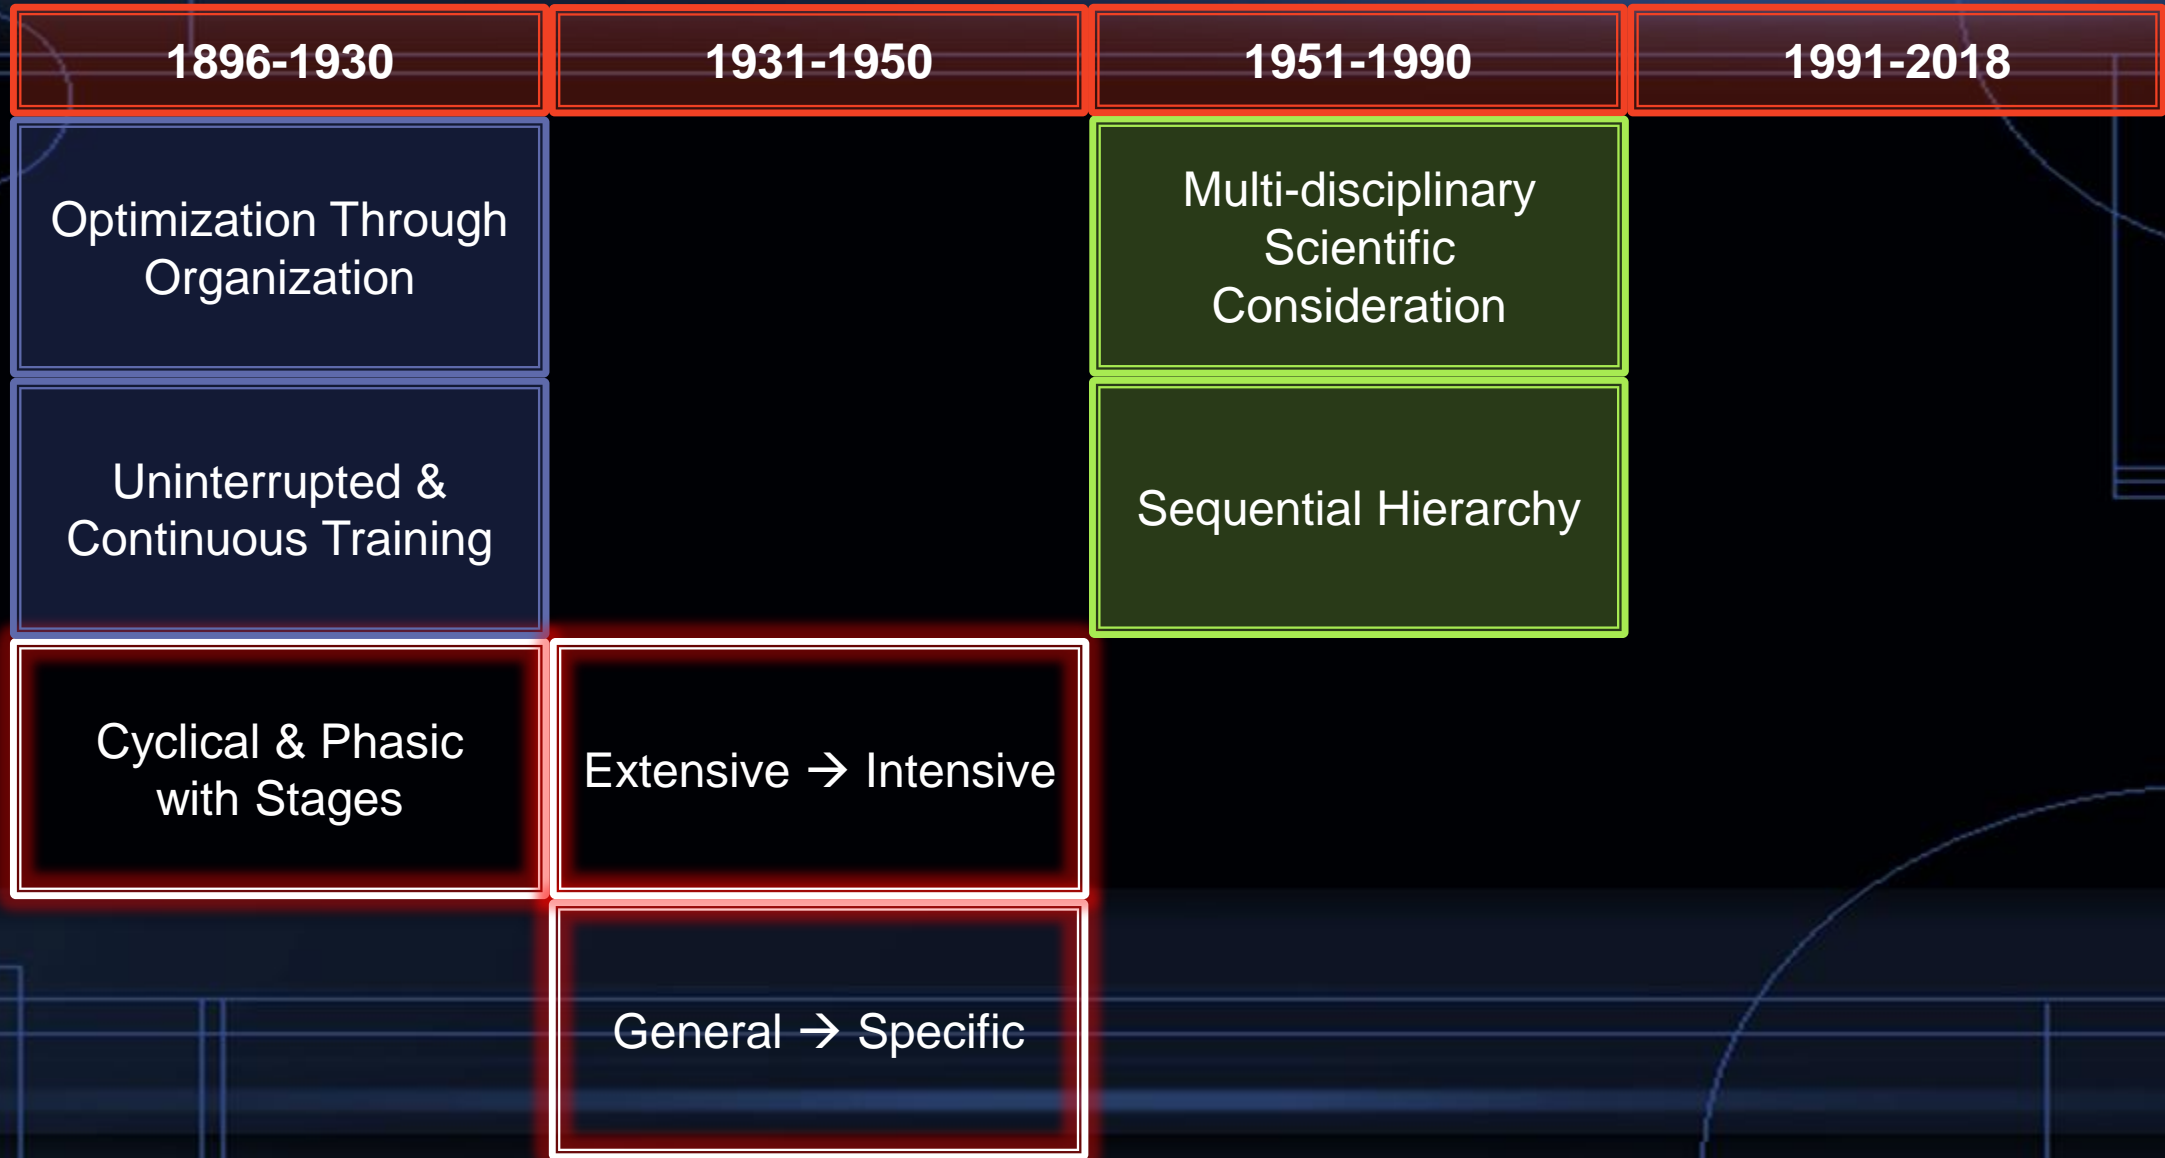 1896-1930
1931-1950
1951-1990
1991-2018
Optimization Through
Organization
Multi-disciplinary
Scientific
Consideration
Uninterrupted &
Continuous Training
Sequential Hierarchy
Cyclical & Phasic
with Stages
Extensive → Intensive
General → Specific